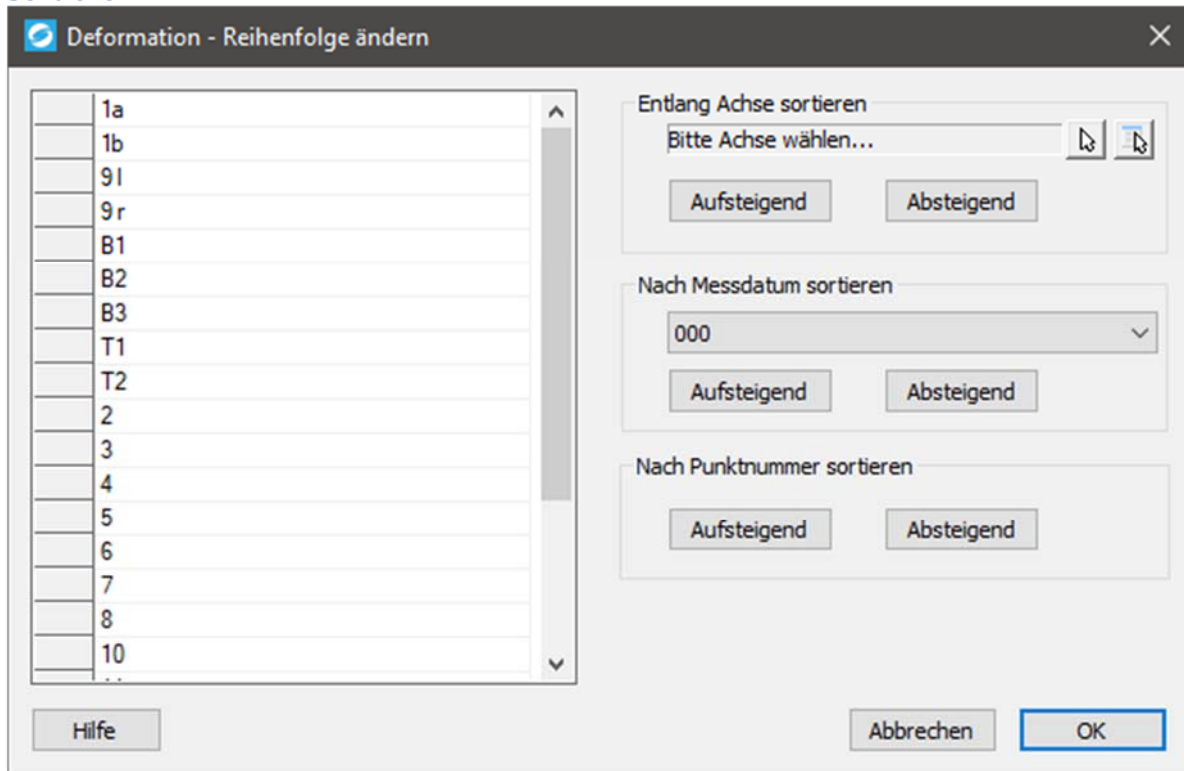 Deformation - Reihenfolge ändern
1a
1b
9l
9r
B1
B2
B3
T1
T2
2
3
4
5
6
7
8
10
Entlang Achse sortieren
Bitte Achse wählen...
Aufsteigend Absteigend
Nach Messdatum sortieren
000
Aufsteigend Absteigend
Nach Punktnummer sortieren
Aufsteigend Absteigend
Hilfe Abbrechen OK